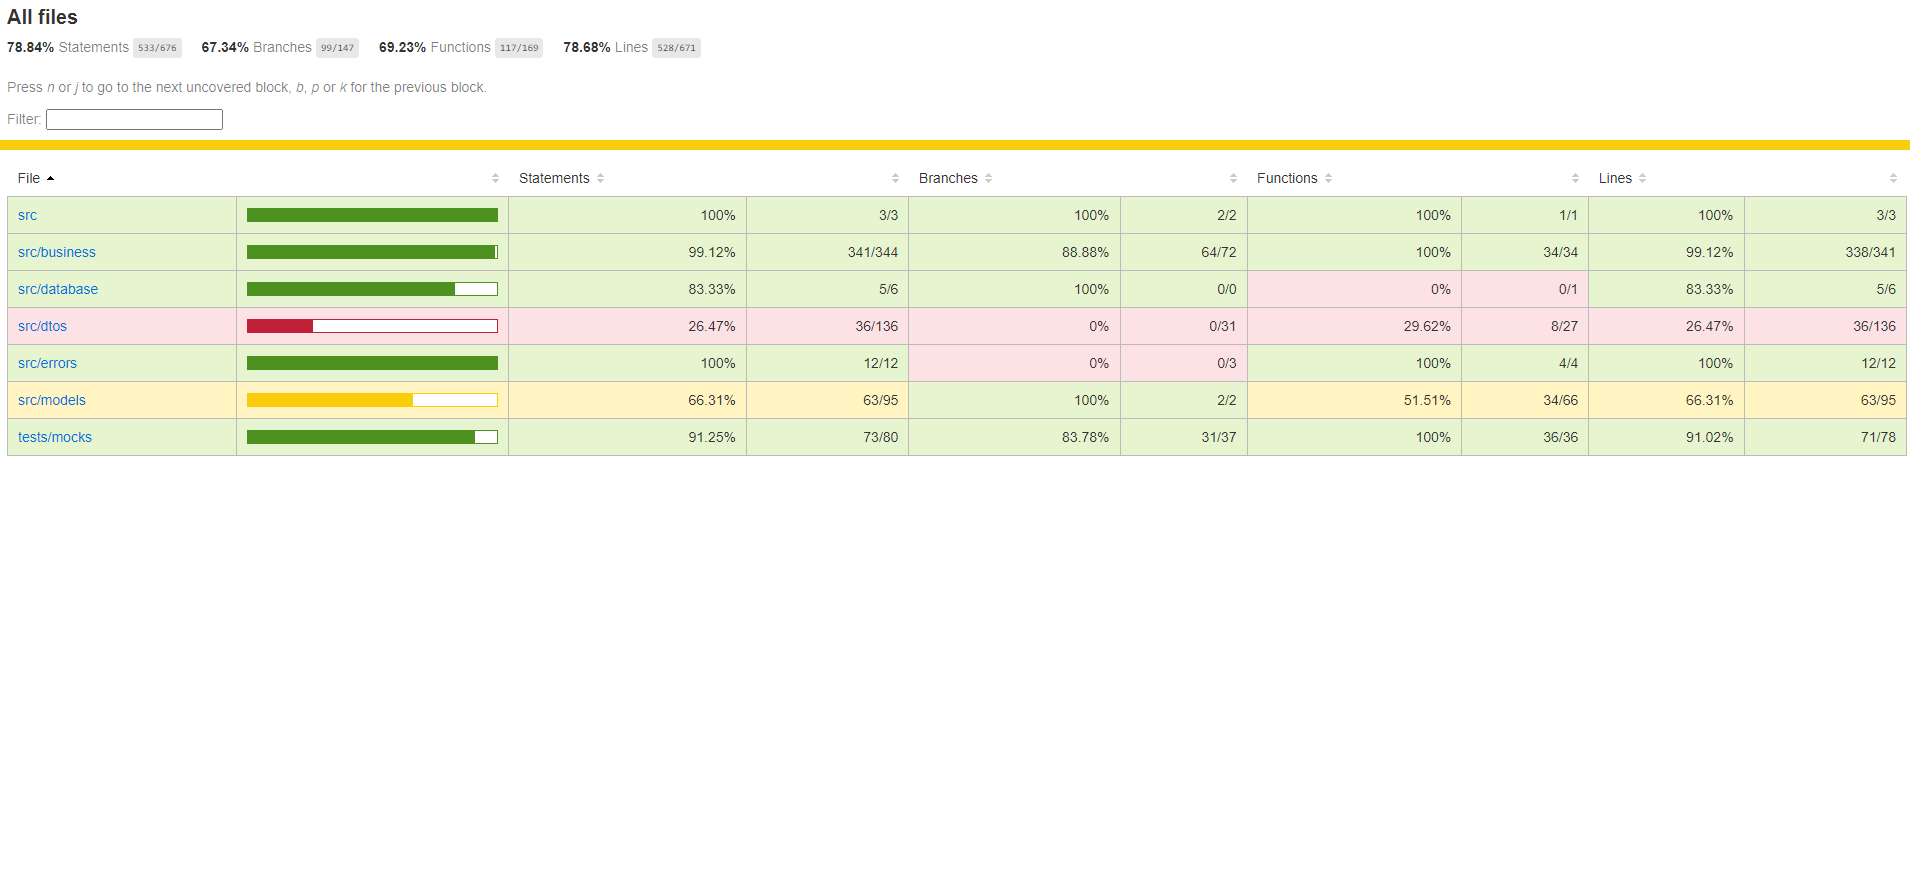 All files
78.84% Statements 533/676 67.34% Branches 99/147 69.23% Functions 117/169 78.68% Lines 528/671
Press n or j to go to the next uncovered block, b, p or k for the previous block.
Filter:
File Statements Branches Functions Lines
src 100% 3/3 100% 2/2 100% 1/1 100% 3/3
src/business 99.12% 341/344 88.88% 64/72 100% 34/34 99.12% 338/341
src/database 83.33% 5/6 100% 0/0 0% 0/1 83.33% 5/6
src/dtos 26.47% 36/136 0% 0/31 29.62% 8/27 26.47% 36/136
src/errors 100% 12/12 0% 0/3 100% 4/4 100% 12/12
src/models 66.31% 63/95 100% 2/2 51.51% 34/66 66.31% 63/95
tests/mocks 91.25% 73/80 83.78% 31/37 100% 36/36 91.02% 71/78